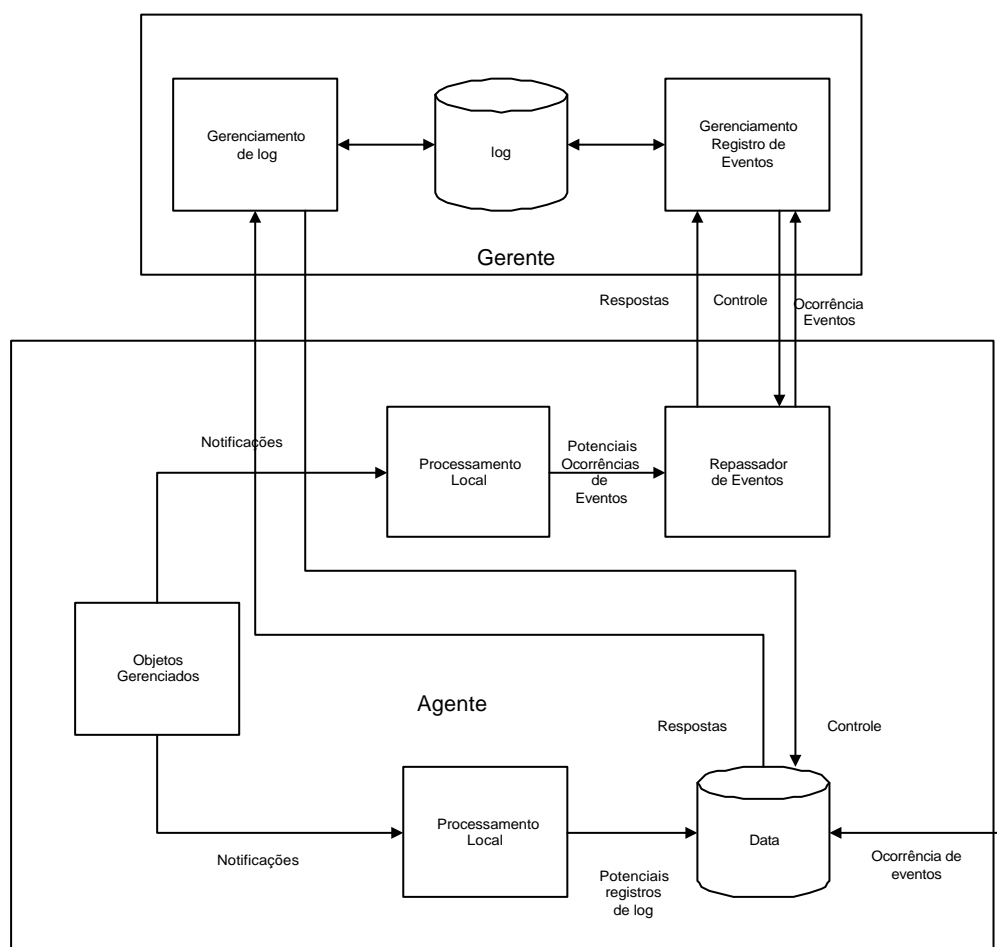 Gerenciamento
de log
log
Gerenciamento
Registro de
Eventos
Gerente
Respostas
Controle
Ocorrência
Eventos
Notificações
Processamento
Local
Potenciais
Ocorrências
de
Eventos
Repassador
de Eventos
Objetos
Gerenciados
Agente
Respostas
Controle
Notificações
Processamento
Local
Potenciais
registros
de log
Data
Ocorrência de
eventos